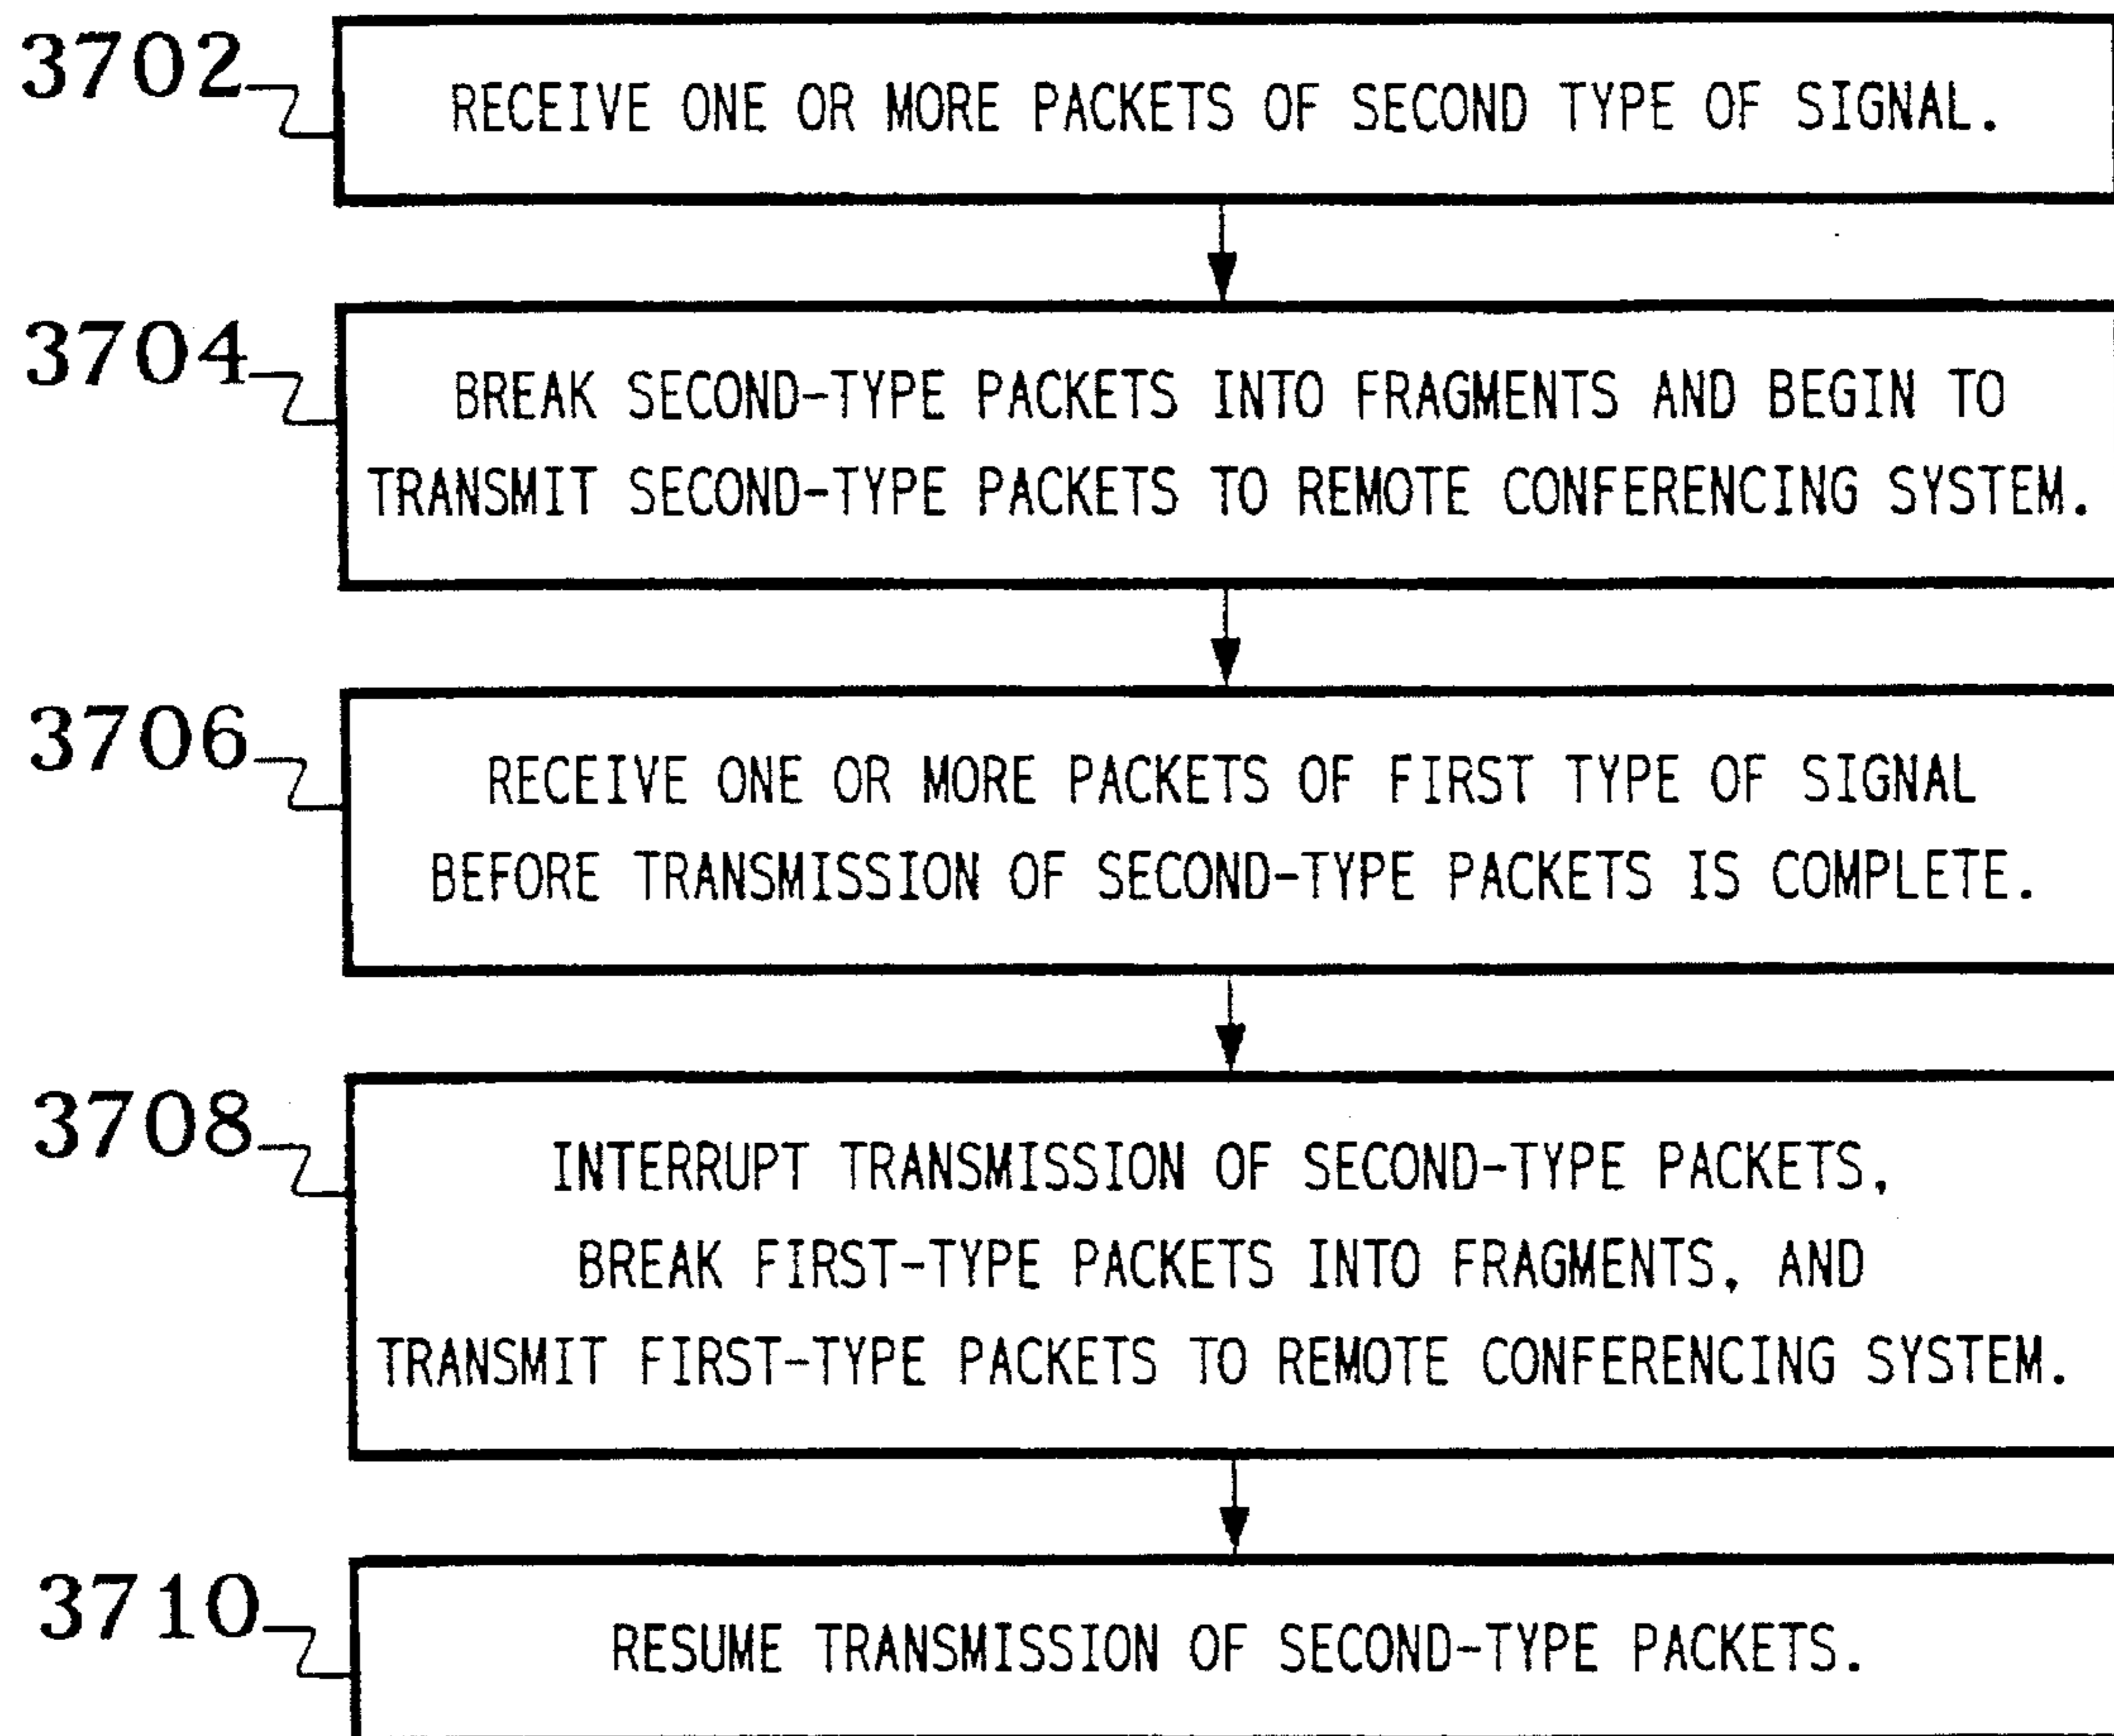 3702
RECEIVE ONE OR MORE PACKETS OF SECOND TYPE OF SIGNAL.
3704
BREAK SECOND-TYPE PACKETS INTO FRAGMENTS AND BEGIN TO
TRANSMIT SECOND-TYPE PACKETS TO REMOTE CONFERENCING SYSTEM.
3706
RECEIVE ONE OR MORE PACKETS OF FIRST TYPE OF SIGNAL
BEFORE TRANSMISSION OF SECOND-TYPE PACKETS IS COMPLETE.
3708
INTERRUPT TRANSMISSION OF SECOND-TYPE PACKETS,
BREAK FIRST-TYPE PACKETS INTO FRAGMENTS, AND
TRANSMIT FIRST-TYPE PACKETS TO REMOTE CONFERENCING SYSTEM.
3710
RESUME TRANSMISSION OF SECOND-TYPE PACKETS.